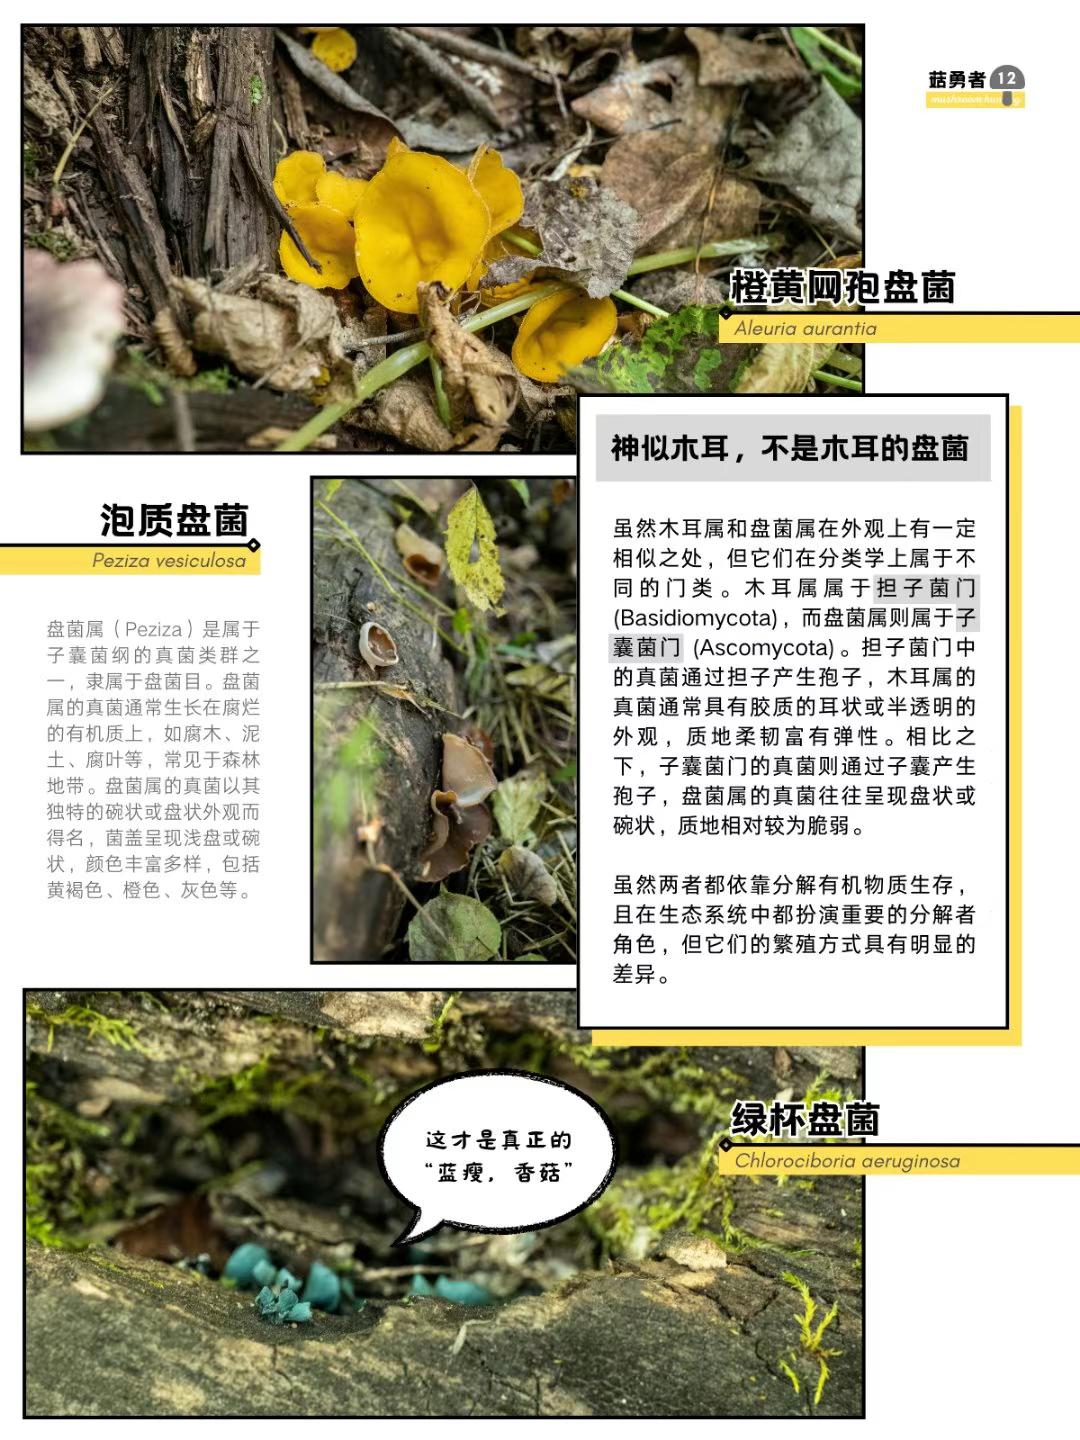 菇勇者 12
mushroom hunting
橙黄网孢盘菌
Aleuria aurantia
神似木耳，不是木耳的盘菌
虽然木耳属和盘菌属在外观上有一定
相似之处，但它们在分类学上属于不
同的门类。木耳属属于担子菌门
(Basidiomycota)，而盘菌属则属于子
囊菌门 (Ascomycota)。担子菌门中
的真菌通过担子产生孢子，木耳属的
真菌通常具有胶质的耳状或半透明的
外观，质地柔韧富有弹性。相比之
下，子囊菌门的真菌则通过子囊产生
孢子，盘菌属的真菌往往呈现盘状或
碗状，质地相对较为脆弱。
虽然两者都依靠分解有机物质生存，
且在生态系统中都扮演重要的分解者
角色，但它们的繁殖方式具有明显的
差异。
泡质盘菌
Peziza vesiculosa
盘菌属（Peziza）是属于
子囊菌纲的真菌类群之
一，隶属于盘菌目。盘菌
属的真菌通常生长在腐烂
的有机质上，如腐木、泥
土、腐叶等，常见于森林
地带。盘菌属的真菌以其
独特的碗状或盘状外观而
得名，菌盖呈现浅盘或碗
状，颜色丰富多样，包括
黄褐色、橙色、灰色等。
绿杯盘菌
Chlorociboria aeruginosa
这才是真正的
“蓝瘦，香菇”